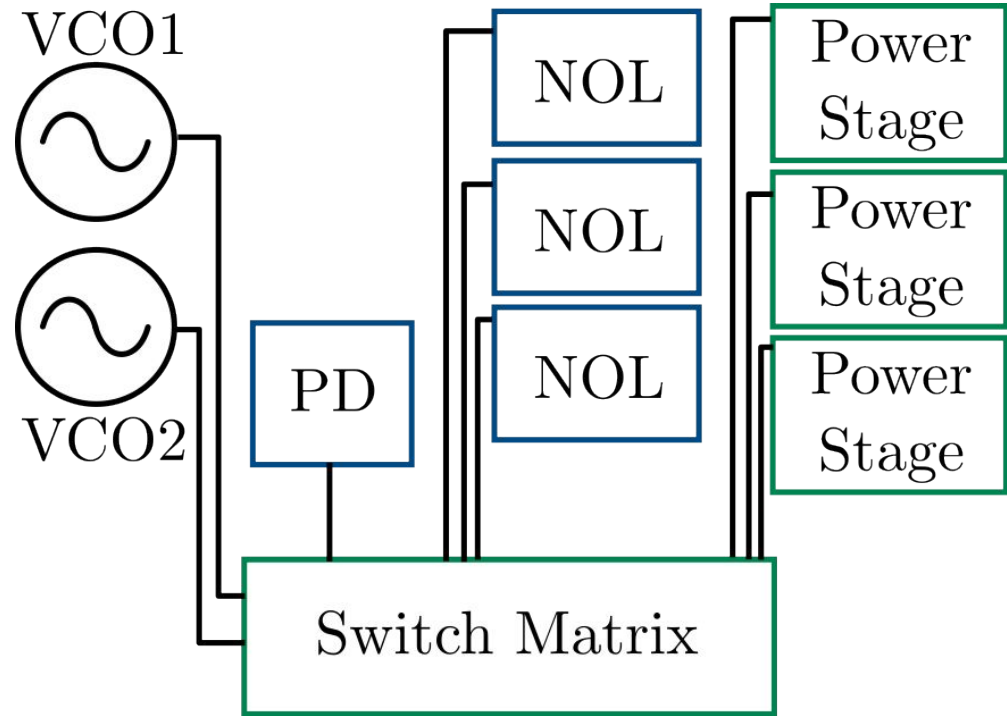 VCO1
VCO2
PD
NOL
NOL
NOL
Power
Stage
Power
Stage
Power
Stage
Switch Matrix